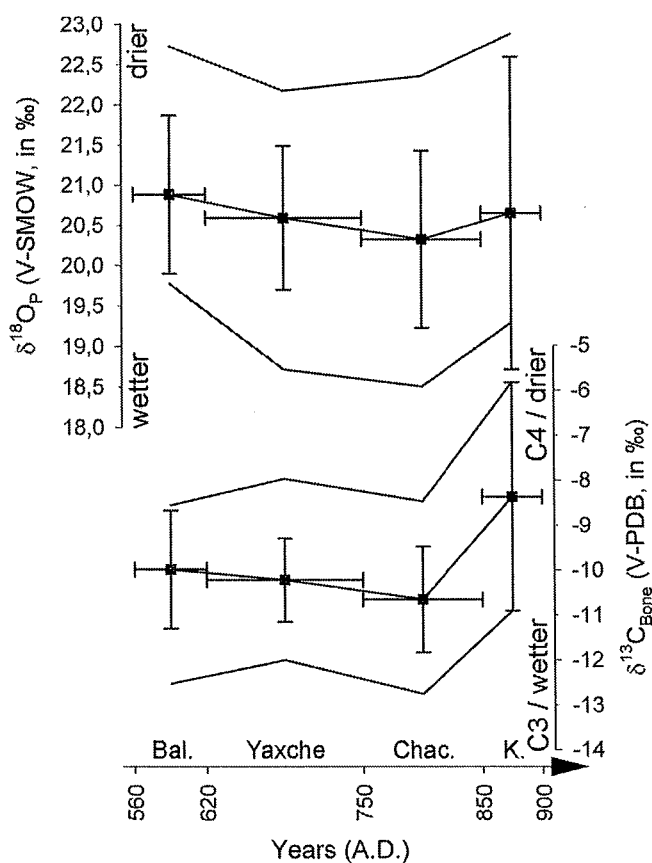 23,0
22,5
22,0
21,5
21,0
20,5
20,0
19,5
19,0
18,5
18,0
δ18OP (V-SMOW, in ‰)
drier
wetter
-5
-6
-7
-8
-9
-10
-11
-12
-13
-14
C4 / drier
C3 / wetter
δ13CBone (V-PDB, in ‰)
Bal. Yaxche Chac. K.
560 620 750 850 900
Years (A.D.)